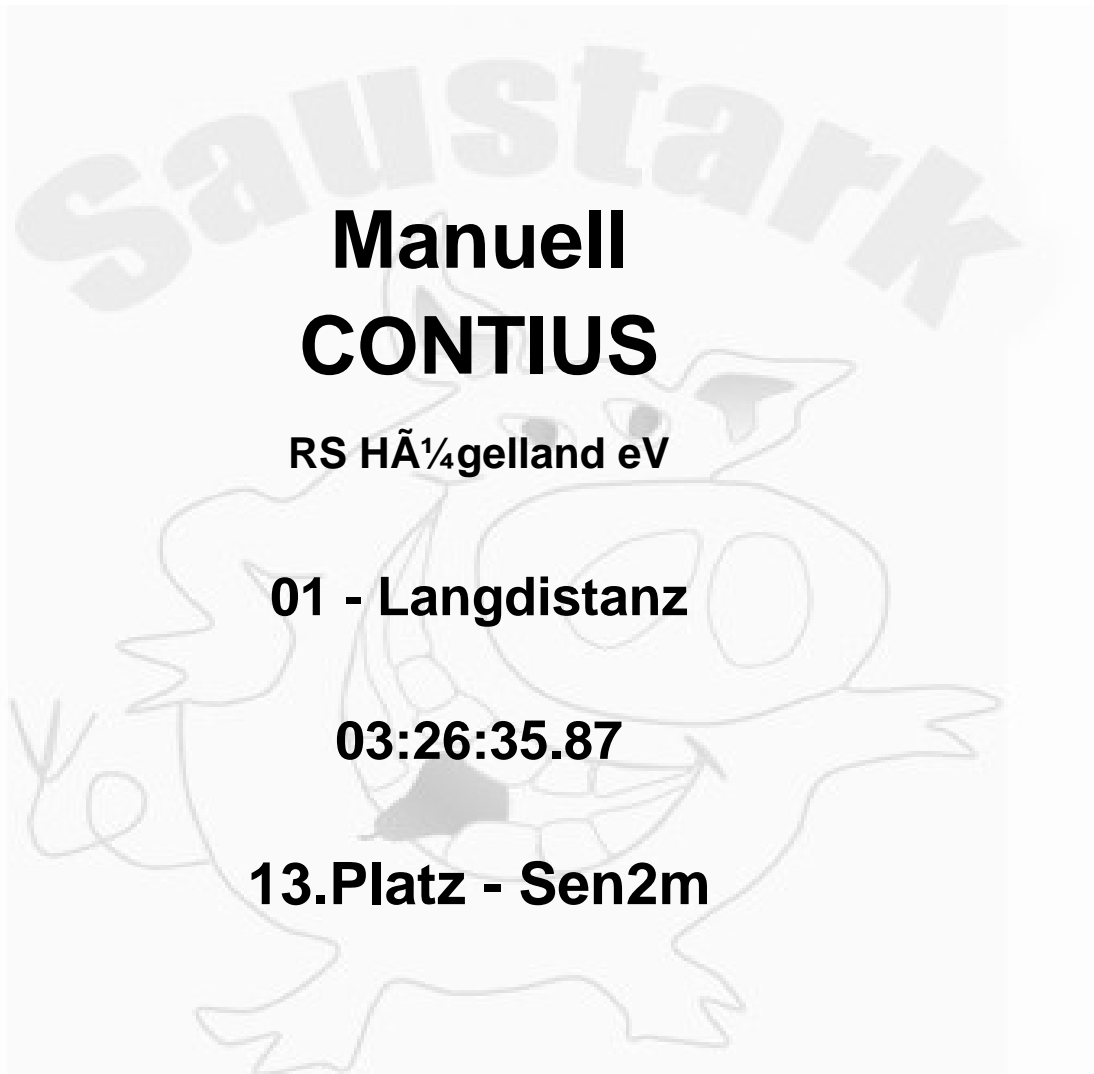 Saustark
Manuell
CONTIUS
RS HÃ¼gelland eV
01 - Langdistanz
03:26:35.87
13.Platz - Sen2m